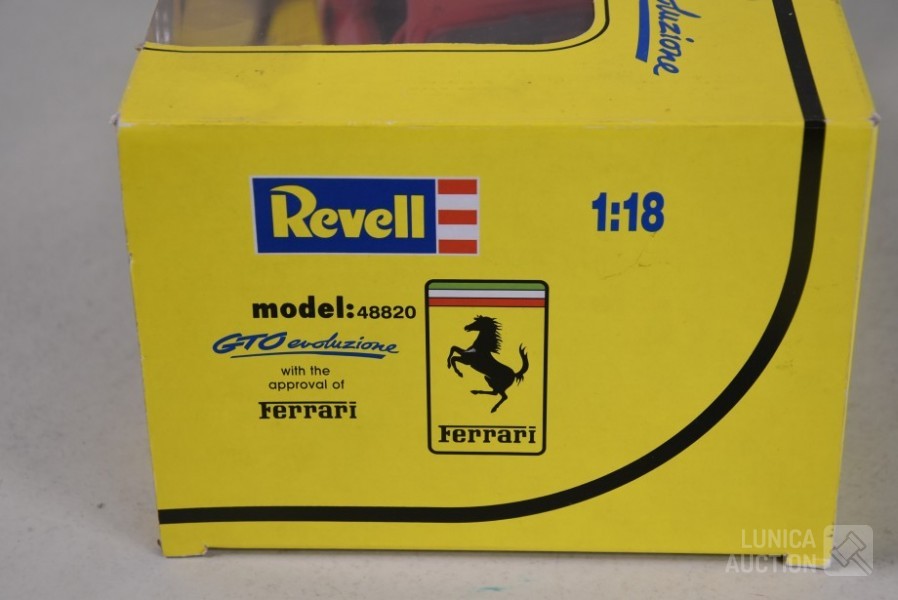 evoluzione
Revell
1:18
model:48820
GTO evoluzione
with the
approval of
Ferrari
Ferrari
LUNICA
AUCTION